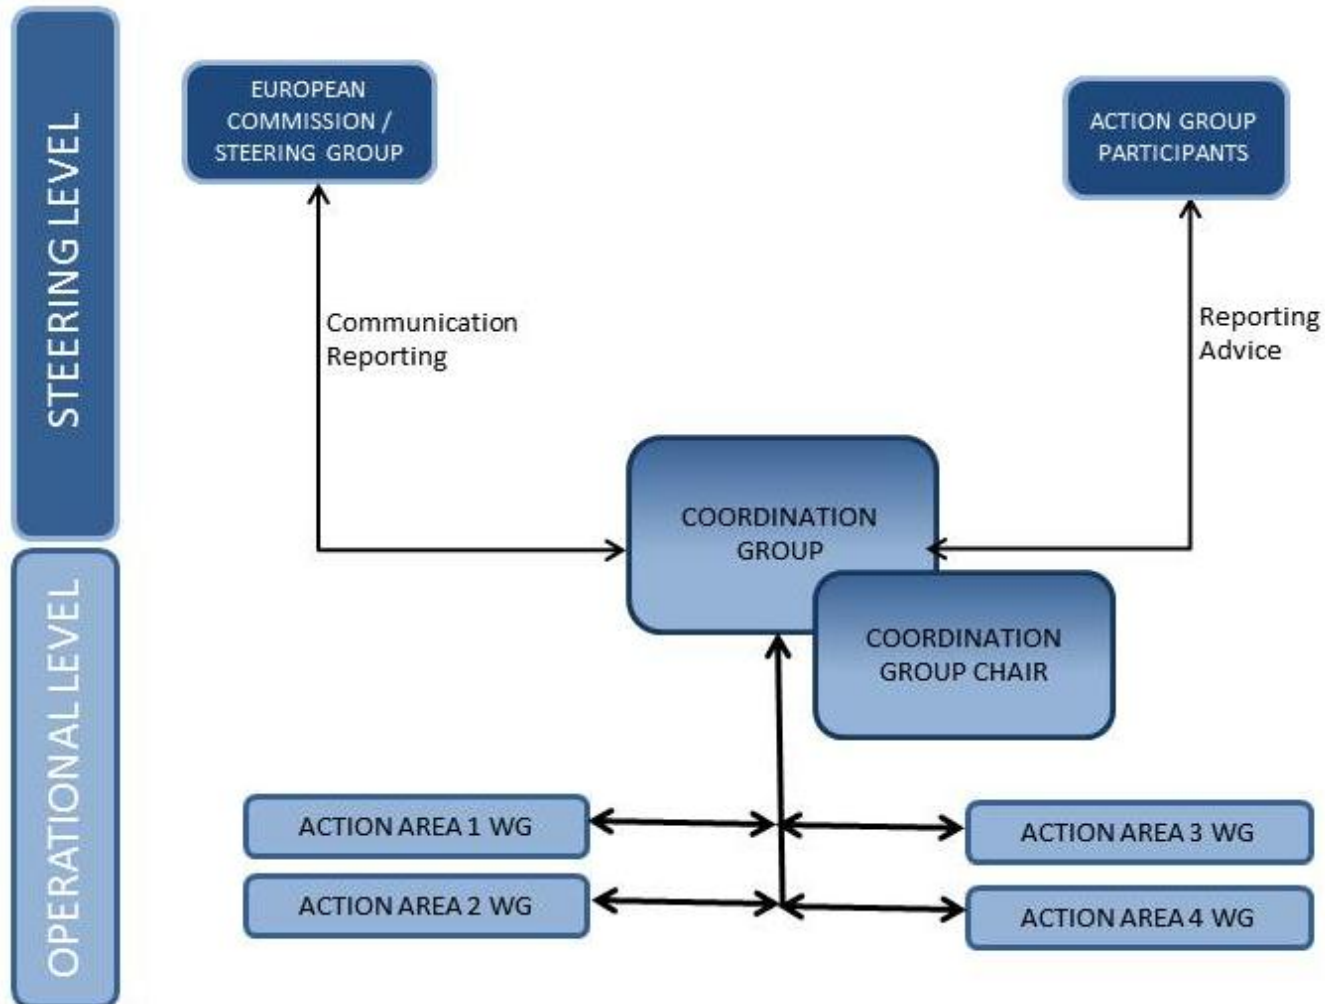 STEERING LEVEL
EUROPEAN
COMMISSION /
STEERING GROUP
ACTION GROUP
PARTICIPANTS
Communication
Reporting
Reporting
Advice
COORDINATION
GROUP
COORDINATION
GROUP CHAIR
OPERATIONAL LEVEL
ACTION AREA 1 WG
ACTION AREA 3 WG
ACTION AREA 2 WG
ACTION AREA 4 WG